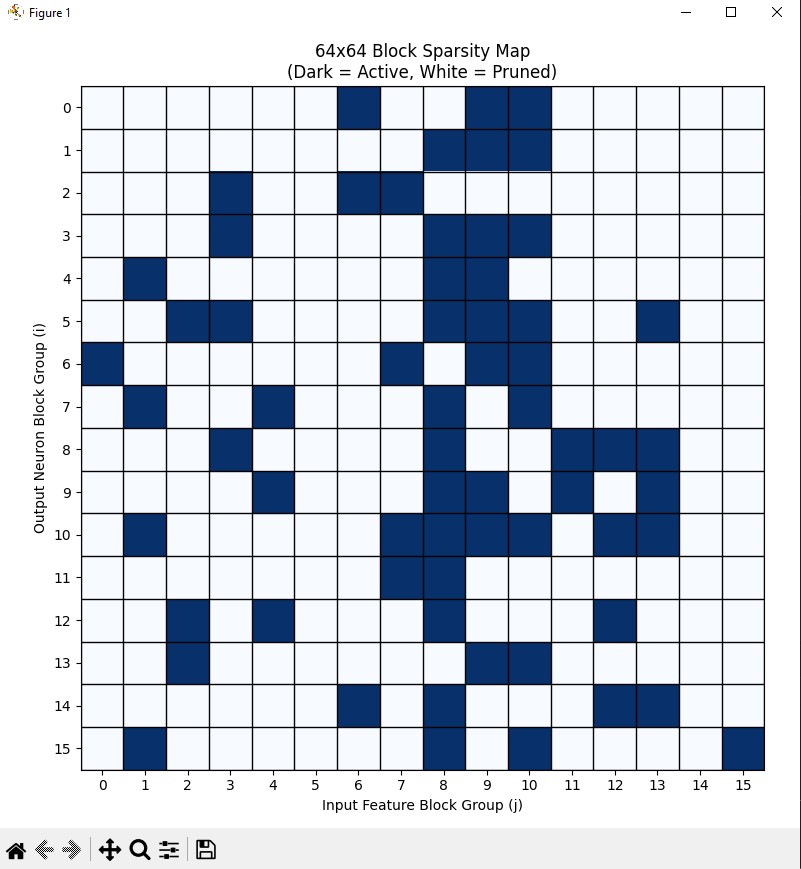 Figure 1
64x64 Block Sparsity Map
(Dark = Active, White = Pruned)
Output Neuron Block Group (i)
0
1
2
3
4
5
6
7
8
9
10
11
12
13
14
15
0 1 2 3 4 5 6 7 8 9 10 11 12 13 14 15
Input Feature Block Group (j)